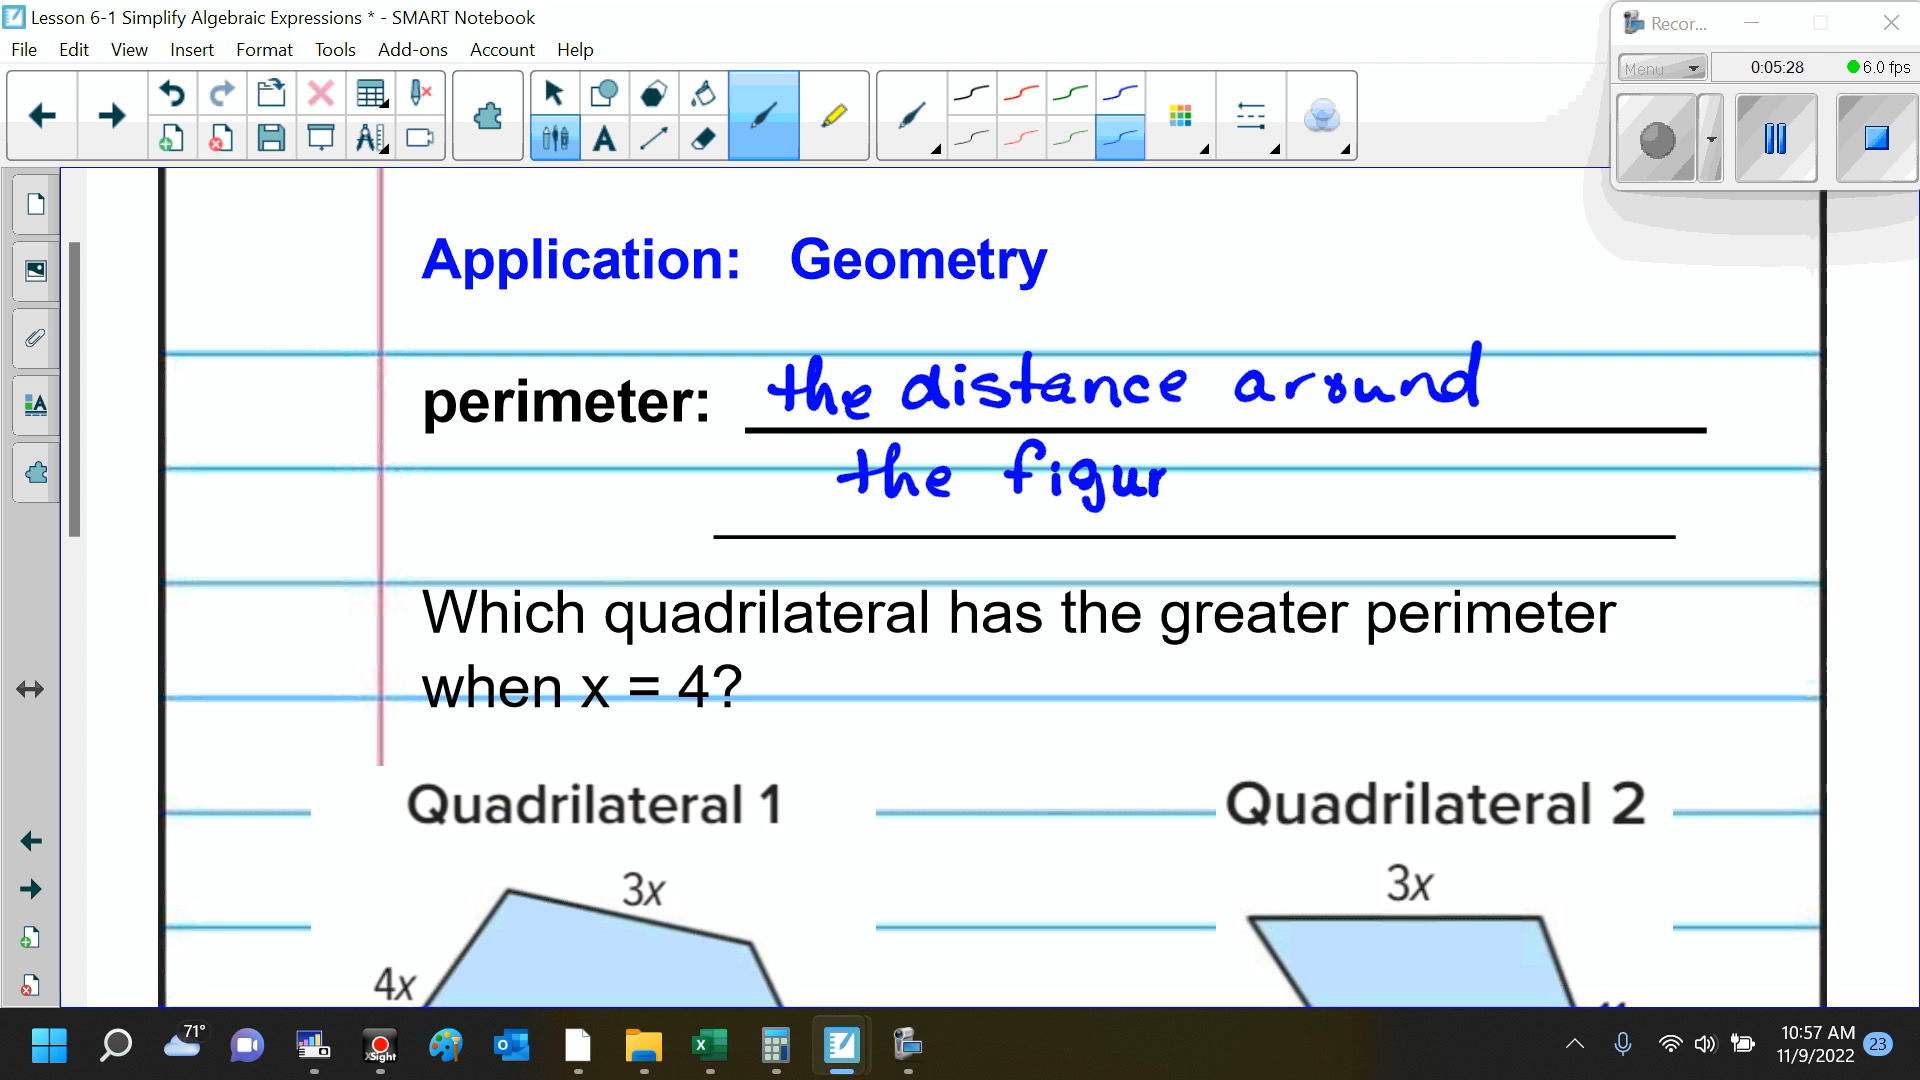 Lesson 6-1 Simplify Algebraic Expressions * - SMART Notebook
File Edit View Insert Format Tools Add-ons Account Help
Recor...
Menu 0:05:28 6.0 fps
Application: Geometry
perimeter: the distance around
the figur
Which quadrilateral has the greater perimeter
when x = 4?
Quadrilateral 1 Quadrilateral 2
3x 3x
4x
71°
XSight
10:57 AM
11/9/2022
23